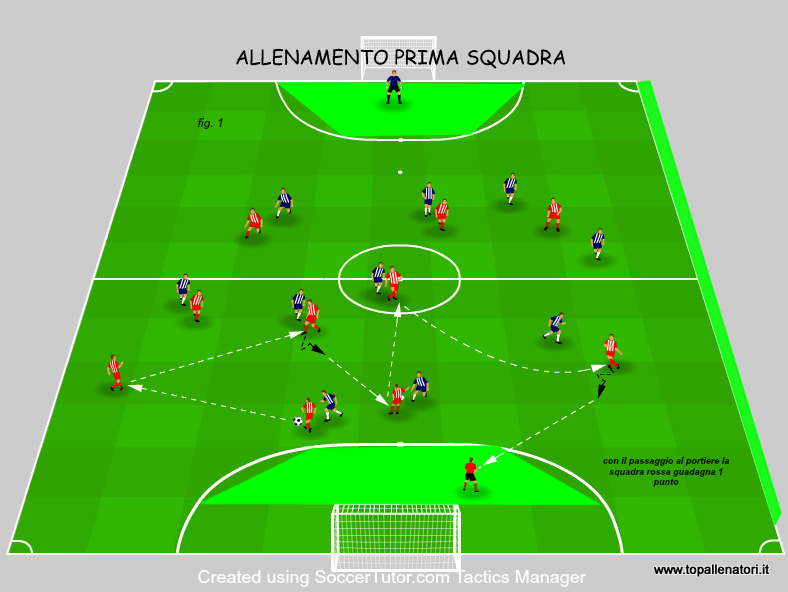 ALLENAMENTO PRIMA SQUADRA
fig. 1
con il passaggio al portiere la
squadra rossa guadagna 1
punto
www.topallenatori.it
Created using SoccerTutor.com Tactics Manager